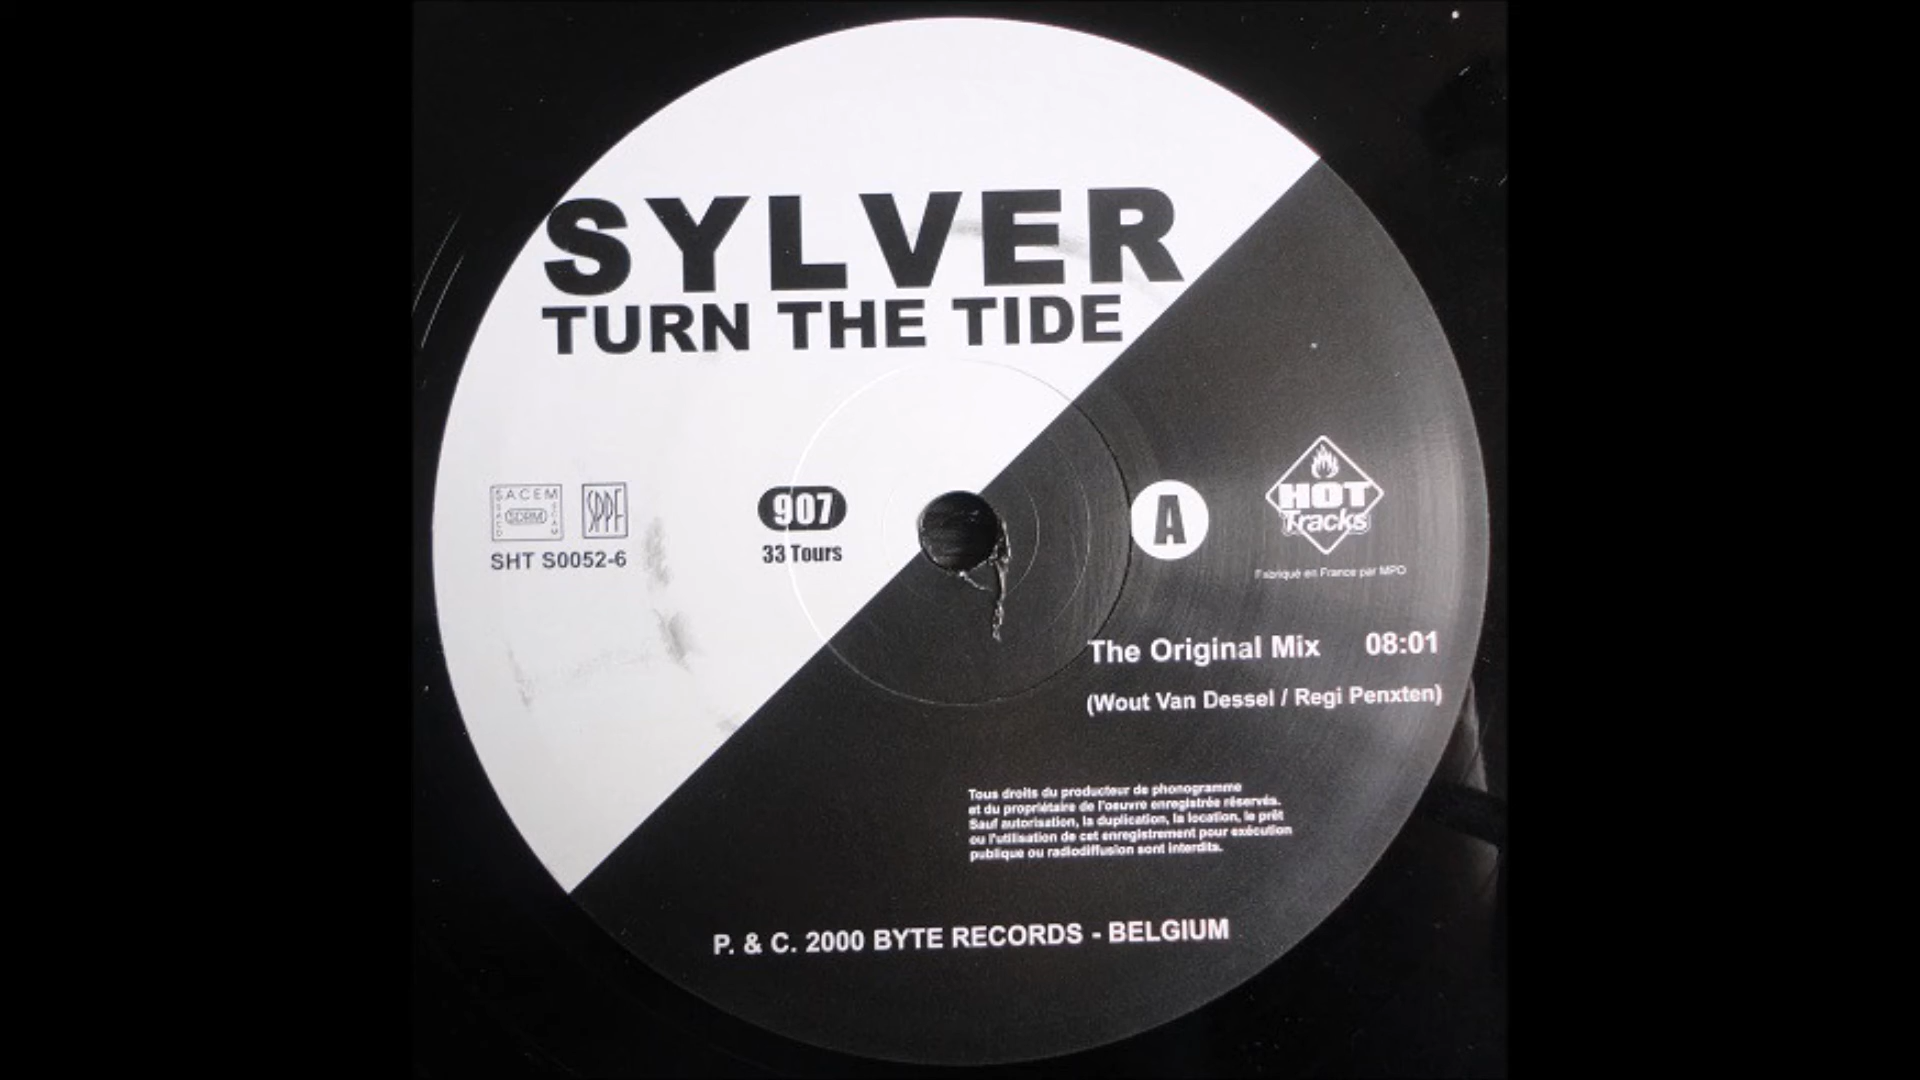 SYLVER
TURN THE TIDE
SACEM
SACD
SDRM
SCAM
SPPF
SHT S0052-6
907
33 Tours
A
HOT
Tracks
Fabriqué en France par MPO
The Original Mix 08:01
(Wout Van Dessel / Regi Penxten)
Tous droits du producteur de phonogramme
et du propriétaire de l'oeuvre enregistrée réservés.
Sauf autorisation, la duplication, la location, le prêt
ou l'utilisation de cet enregistrement pour exécution
publique ou radiodiffusion sont interdits.
P. & C. 2000 BYTE RECORDS - BELGIUM